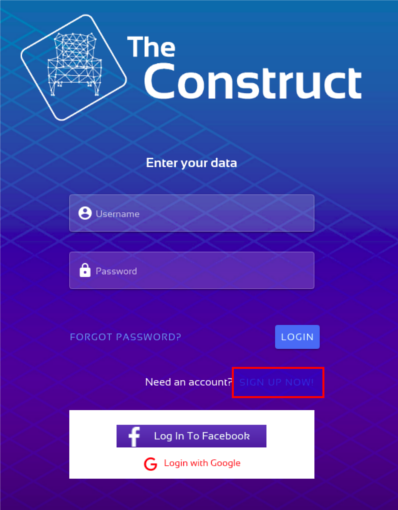 The
Construct
Enter your data
Username
Password
FORGOT PASSWORD?
LOGIN
Need an account? SIGN UP NOW!
Log In To Facebook
Login with Google